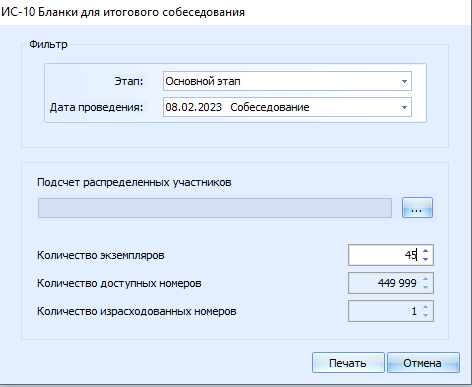 ИС-10 Бланки для итогового собеседования
Фильтр
Этап: Основной этап
Дата проведения: 08.02.2023 Собеседование
Подсчет распределенных участников
...
Количество экземпляров 45
Количество доступных номеров 449 999
Количество израсходованных номеров 1
Печать Отмена